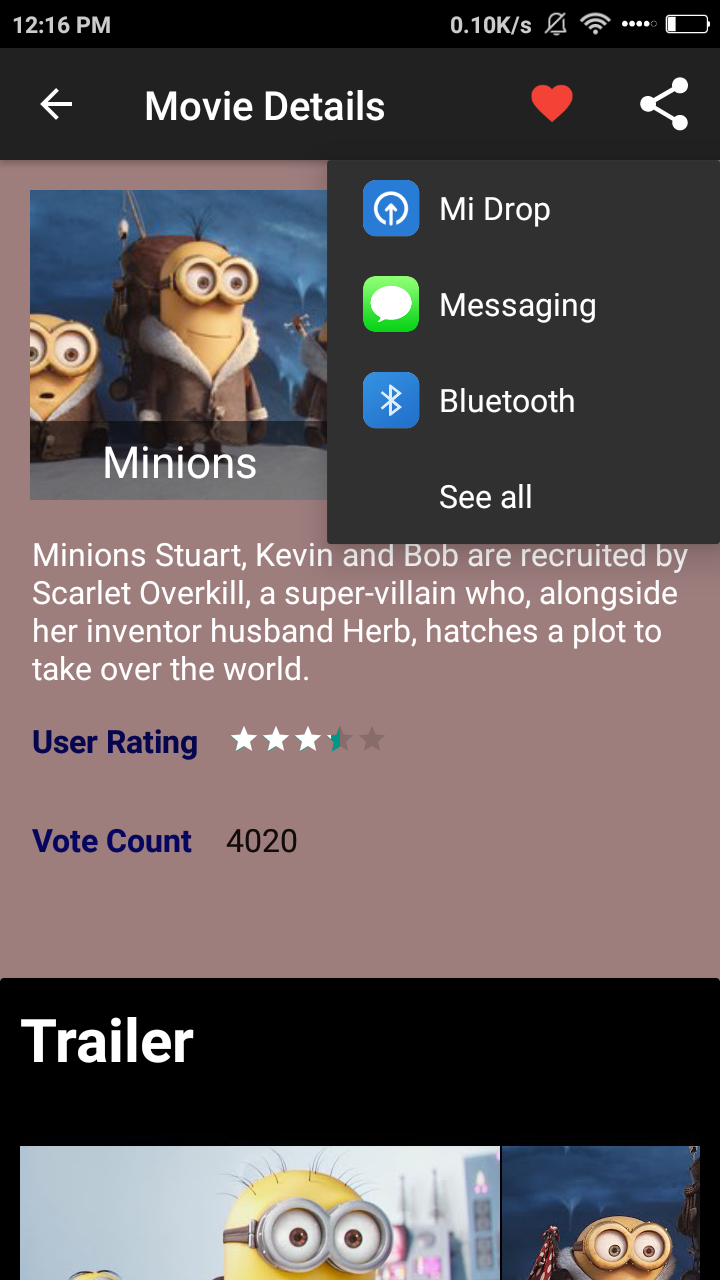 12:16 PM
0.10K/s
Movie Details
Mi Drop
Messaging
Bluetooth
See all
Minions
Minions Stuart, Kevin and Bob are recruited by
Scarlet Overkill, a super-villain who, alongside
her inventor husband Herb, hatches a plot to
take over the world.
User Rating
Vote Count 4020
Trailer